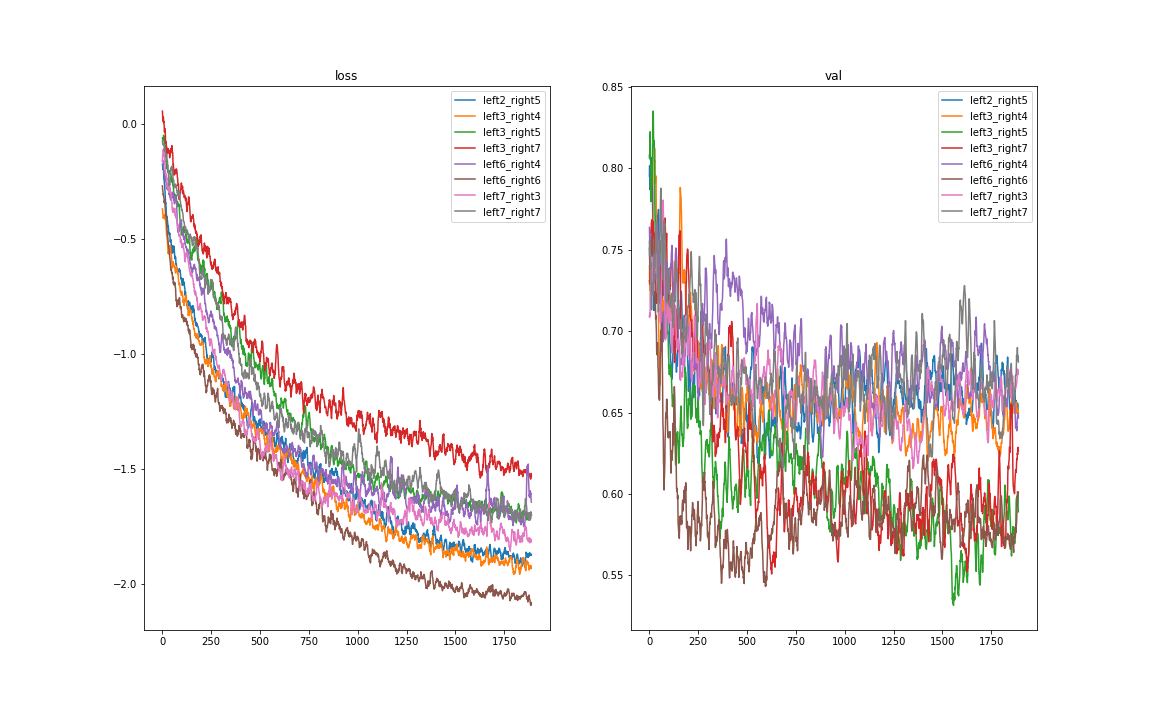 loss
0.0
−0.5
−1.0
−1.5
−2.0
0 250 500 750 1000 1250 1500 1750
left2_right5
left3_right4
left3_right5
left3_right7
left6_right4
left6_right6
left7_right3
left7_right7
val
0.85
0.80
0.75
0.70
0.65
0.60
0.55
0 250 500 750 1000 1250 1500 1750
left2_right5
left3_right4
left3_right5
left3_right7
left6_right4
left6_right6
left7_right3
left7_right7